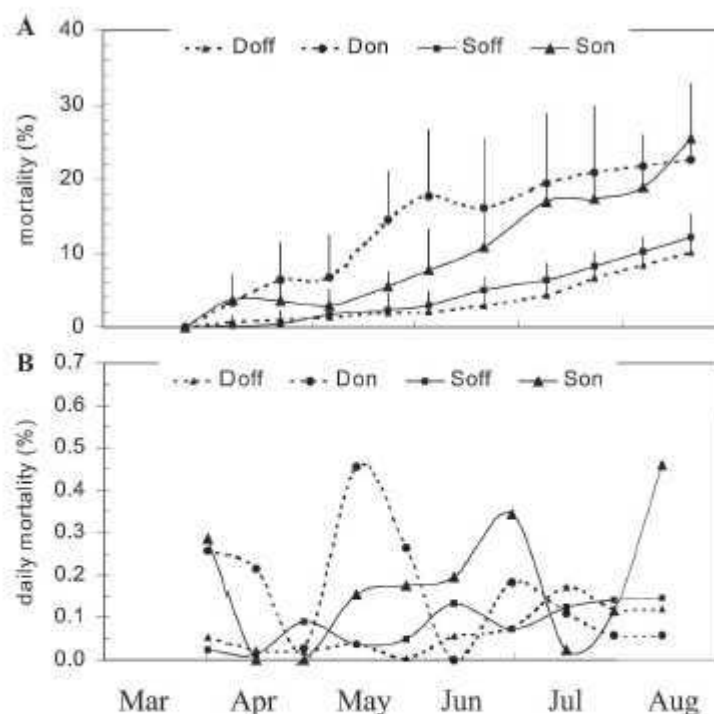 A
40
Doff Don Soff Son
30
20
10
0
mortality (%)
B
0.7
Doff Don Soff Son
0.6
0.5
0.4
0.3
0.2
0.1
0.0
daily mortality (%)
Mar Apr May Jun Jul Aug